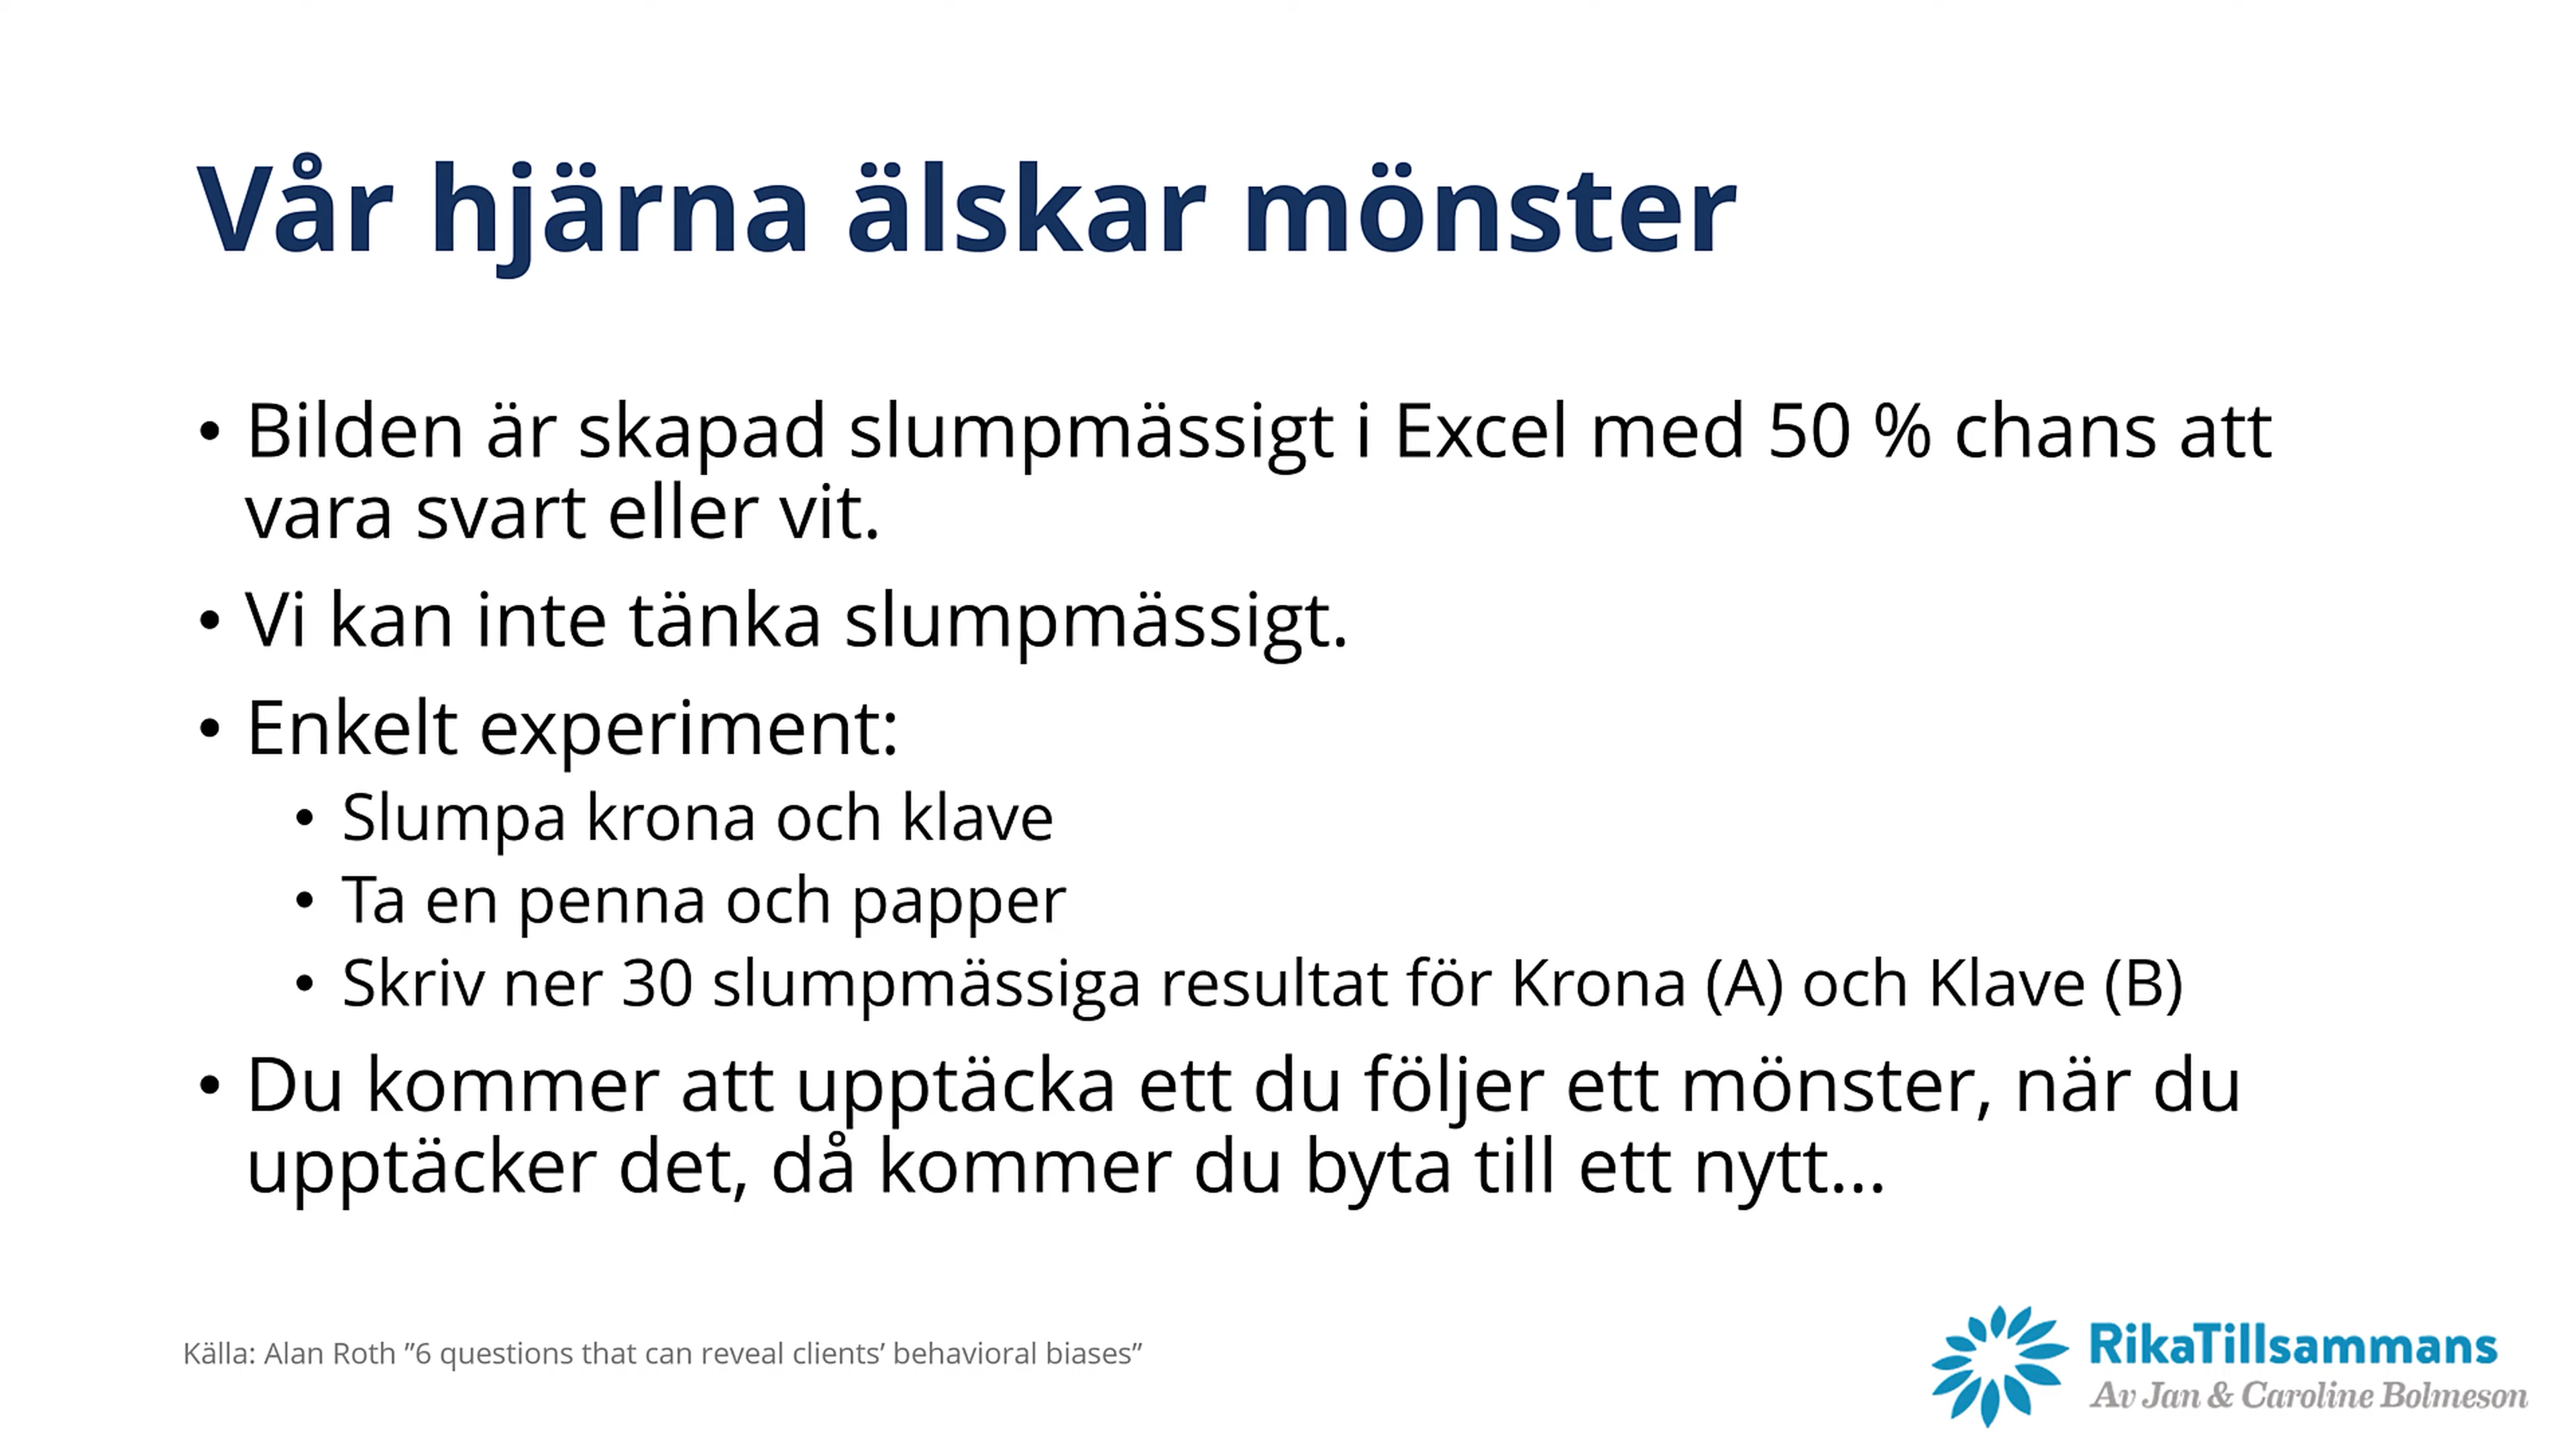 Vår hjärna älskar mönster
• Bilden är skapad slumpmässigt i Excel med 50 % chans att
vara svart eller vit.
• Vi kan inte tänka slumpmässigt.
• Enkelt experiment:
• Slumpa krona och klave
• Ta en penna och papper
• Skriv ner 30 slumpmässiga resultat för Krona (A) och Klave (B)
• Du kommer att upptäcka ett du följer ett mönster, när du
upptäcker det, då kommer du byta till ett nytt...
Källa: Alan Roth ”6 questions that can reveal clients’ behavioral biases”
RikaTillsammans
Av Jan & Caroline Bolmeson